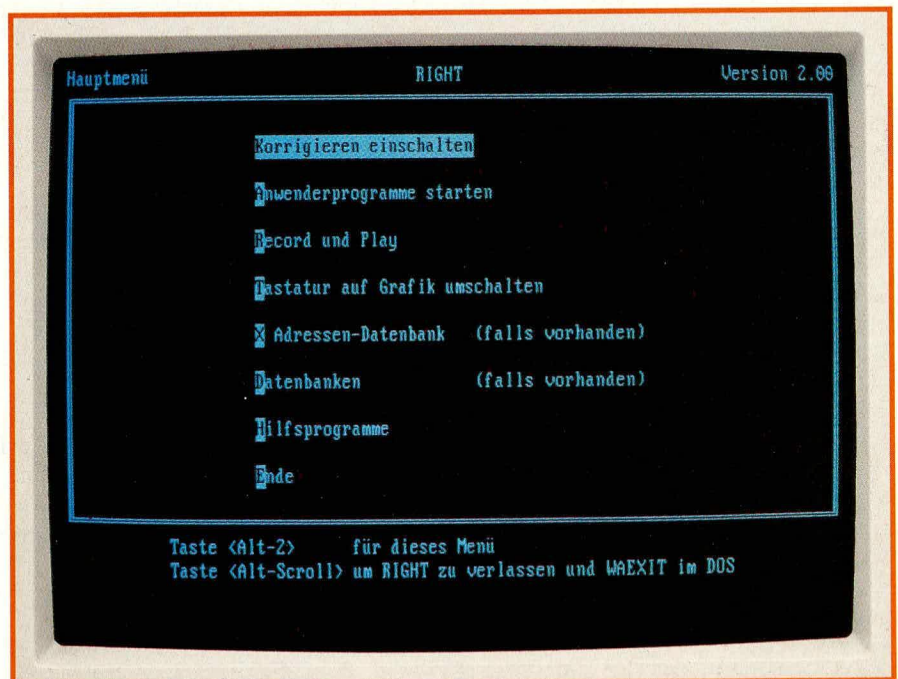 Hauptmenü RIGHT Version 2.00
Korrigieren einschalten
Anwenderprogramme starten
Record und Play
Tastatur auf Grafik umschalten
X Adressen-Datenbank (falls vorhanden)
Datenbanken (falls vorhanden)
Hilfsprogramme
Ende
Taste <Alt-2> für dieses Menü
Taste <Alt-Scroll> um RIGHT zu verlassen und WAEXIT im DOS